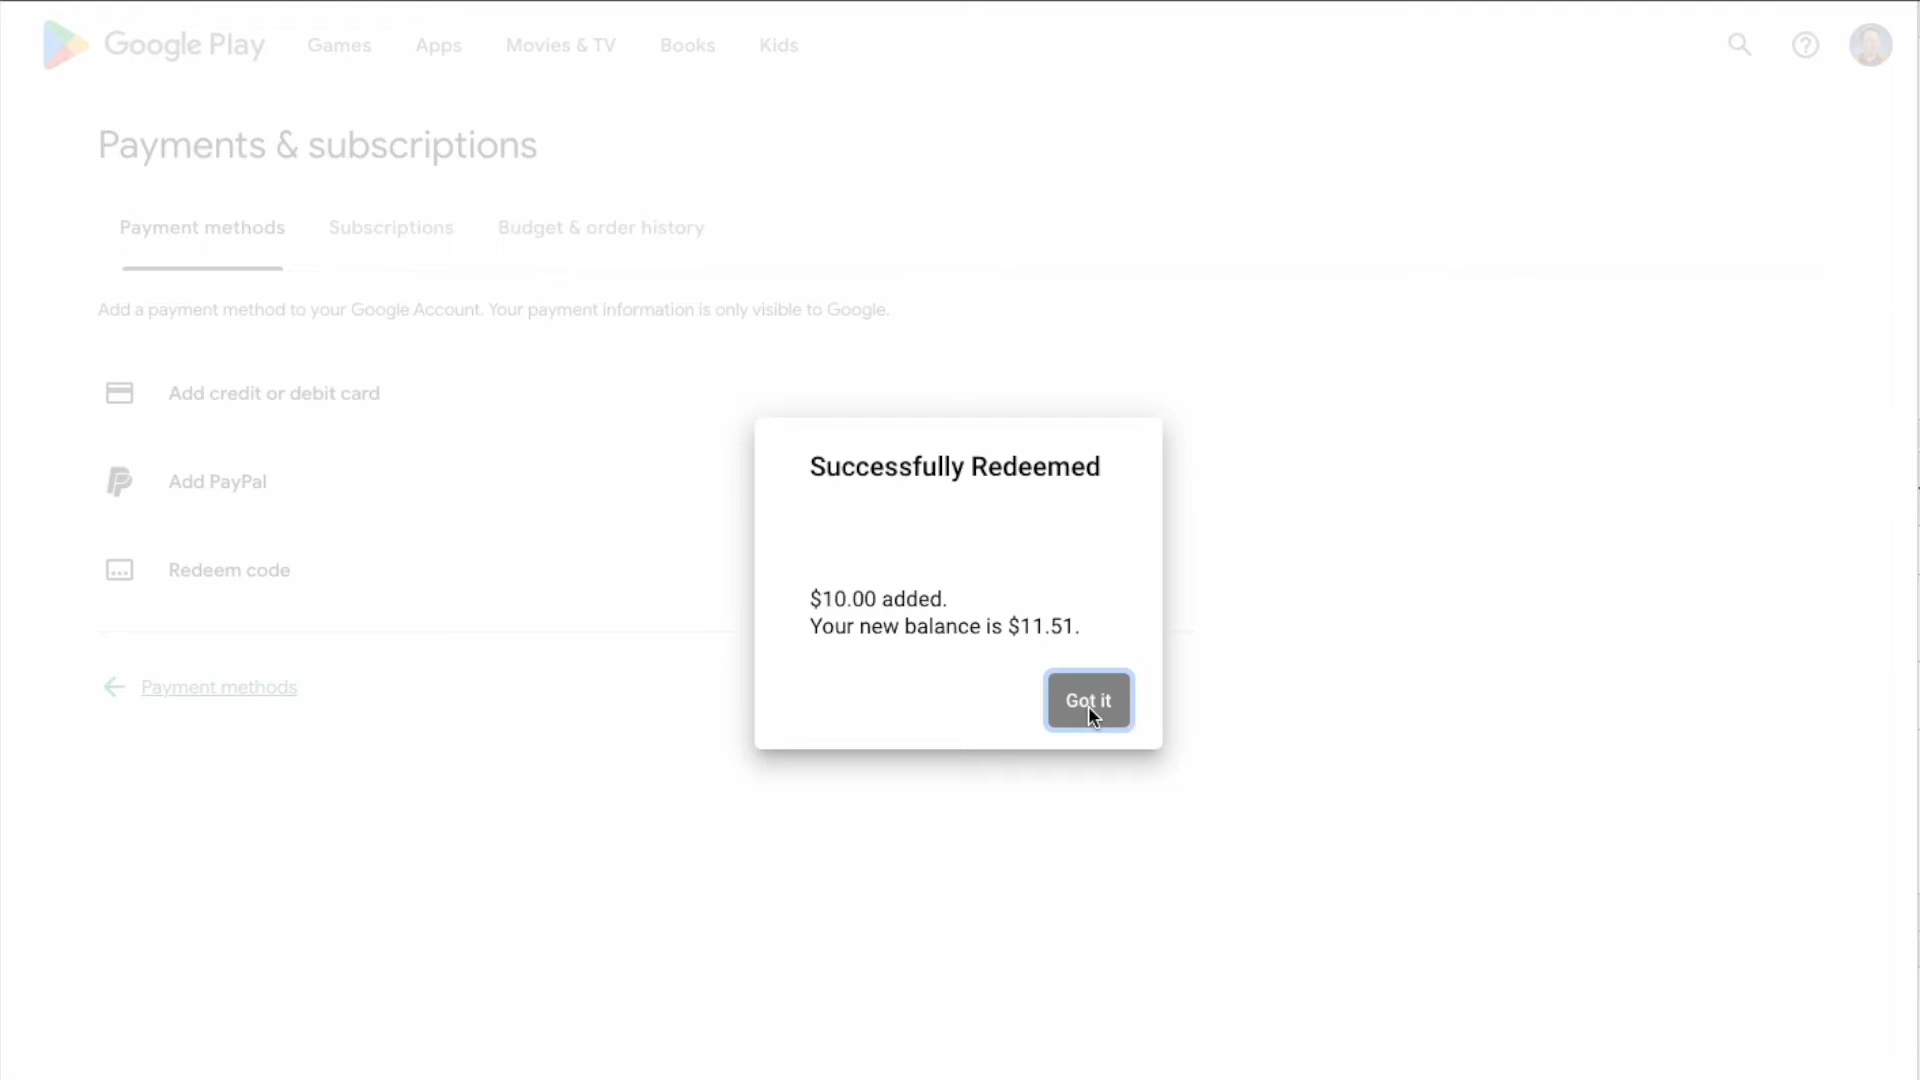 Google Play Games Apps Movies & TV Books Kids
Payments & subscriptions
Payment methods Subscriptions Budget & order history
Add a payment method to your Google Account. Your payment information is only visible to Google.
Add credit or debit card
Add PayPal
Redeem code
Payment methods
Successfully Redeemed
$10.00 added.
Your new balance is $11.51.
Got it